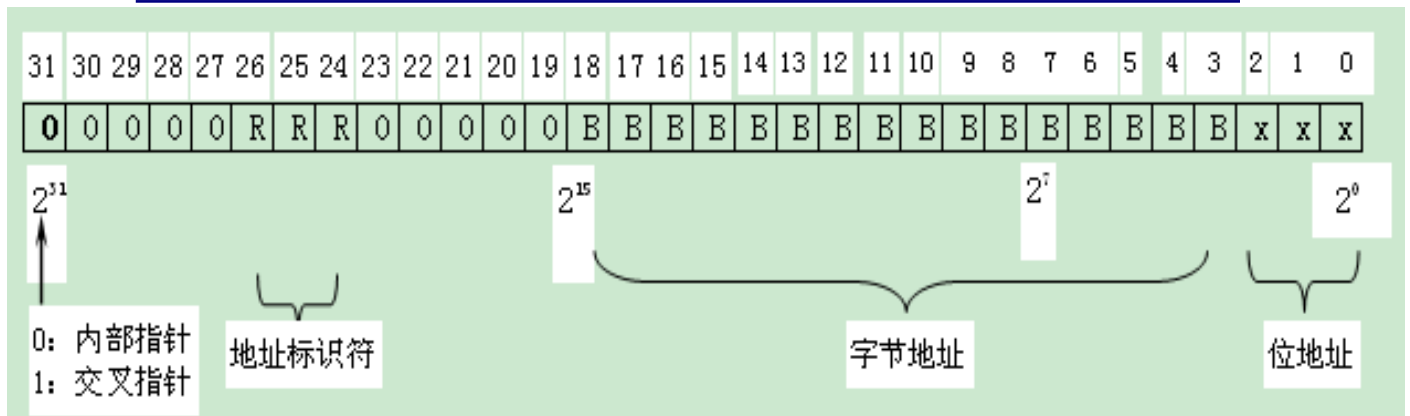 31 30 29 28 27 26 25 24 23 22 21 20 19 18 17 16 15 14 13 12 11 10 9 8 7 6 5 4 3 2 1 0
0 0 0 0 0 R R R 0 0 0 0 0 B B B B B B B B B B B B B B B B x x x
2³¹ 2¹⁵ 2⁷ 2⁰
0: 内部指针
1: 交叉指针
地址标识符
字节地址
位地址